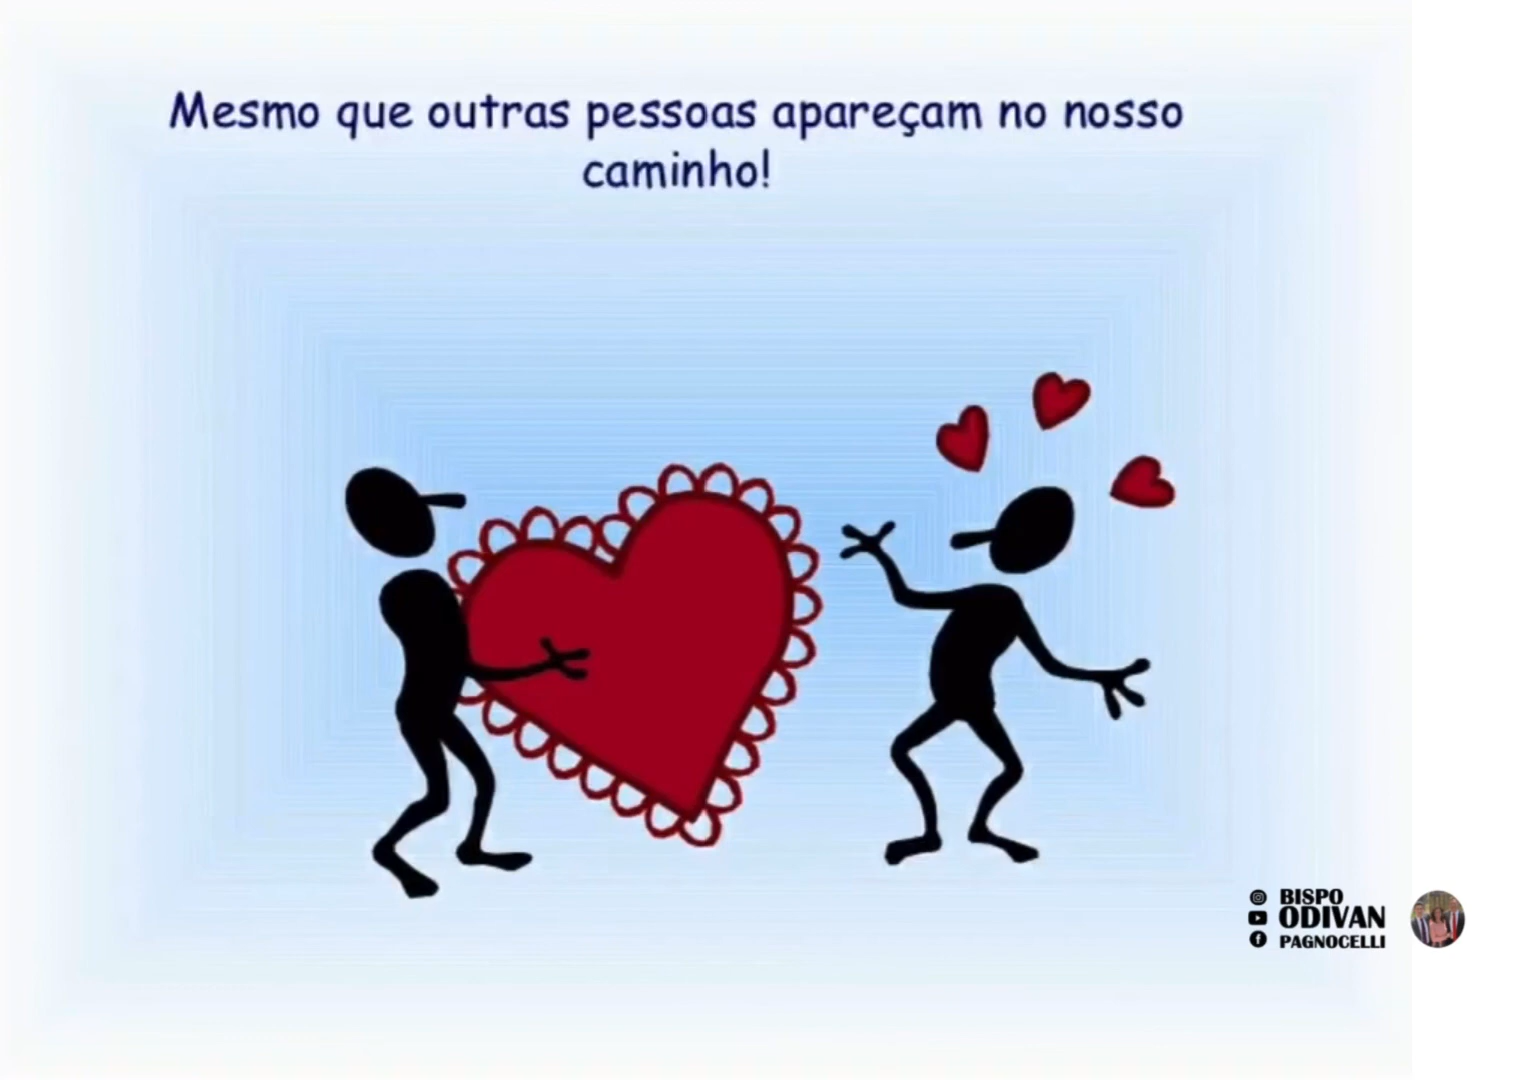 Mesmo que outras pessoas apareçam no nosso
caminho!
BISPO
ODIVAN
PAGNOCELLI